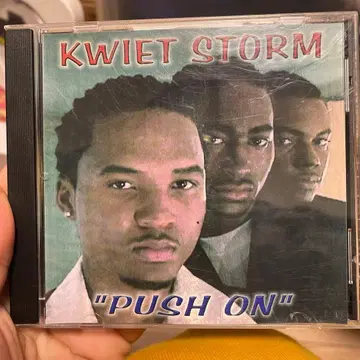 KWIET STORM
"PUSH ON"